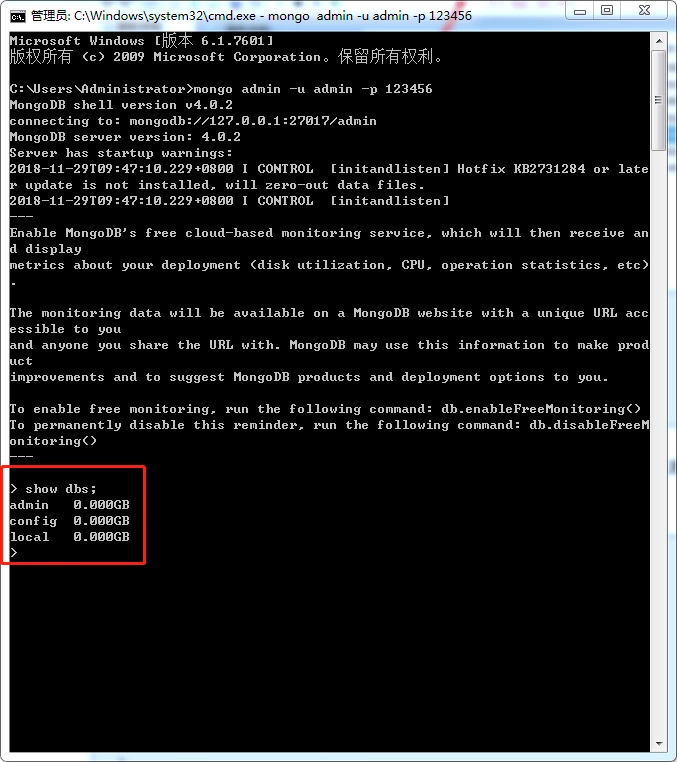 管理员: C:\Windows\system32\cmd.exe - mongo  admin -u admin -p 123456
Microsoft Windows [版本 6.1.7601]
版权所有 (c) 2009 Microsoft Corporation。保留所有权利。
C:\Users\Administrator>mongo admin -u admin -p 123456
MongoDB shell version v4.0.2
connecting to: mongodb://127.0.0.1:27017/admin
MongoDB server version: 4.0.2
Server has startup warnings:
2018-11-29T09:47:10.229+0800 I CONTROL  [initandlisten] Hotfix KB2731284 or late
r update is not installed, will zero-out data files.
2018-11-29T09:47:10.229+0800 I CONTROL  [initandlisten]
---
Enable MongoDB's free cloud-based monitoring service, which will then receive an
d display
metrics about your deployment (disk utilization, CPU, operation statistics, etc)
.
The monitoring data will be available on a MongoDB website with a unique URL acc
essible to you
and anyone you share the URL with. MongoDB may use this information to make prod
uct
improvements and to suggest MongoDB products and deployment options to you.
To enable free monitoring, run the following command: db.enableFreeMonitoring()
To permanently disable this reminder, run the following command: db.disableFreeM
onitoring()
---
> show dbs;
admin   0.000GB
config  0.000GB
local   0.000GB
>